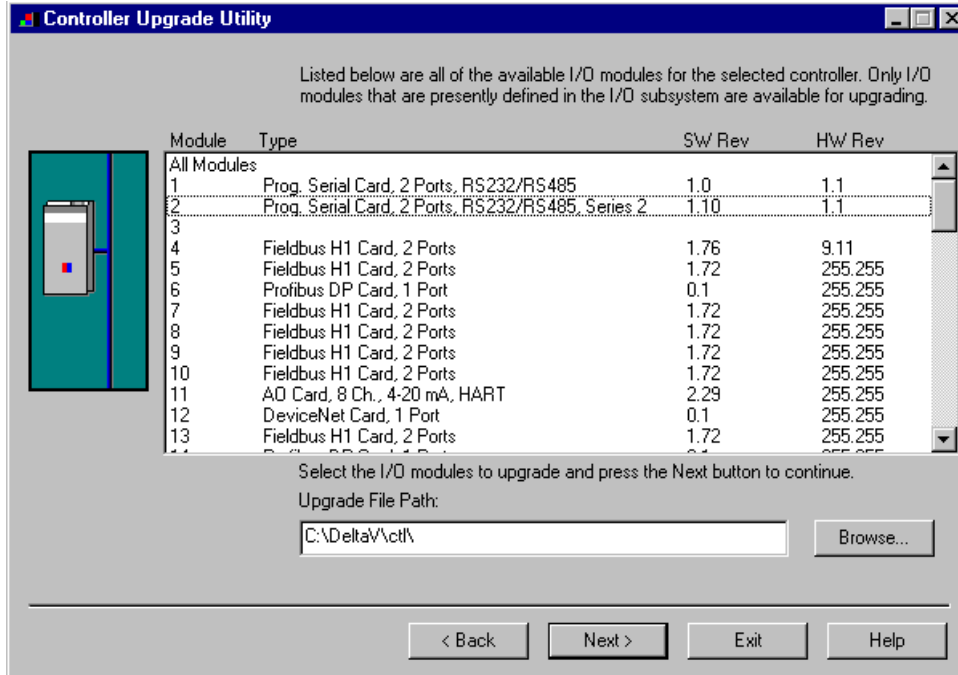 Controller Upgrade Utility
Listed below are all of the available I/O modules for the selected controller. Only I/O
modules that are presently defined in the I/O subsystem are available for upgrading.
Module Type SW Rev HW Rev
All Modules
1 Prog. Serial Card, 2 Ports, RS232/RS485 1.0 1.1
2 Prog. Serial Card, 2 Ports, RS232/RS485, Series 2 1.10 1.1
3
4 Fieldbus H1 Card, 2 Ports 1.76 9.11
5 Fieldbus H1 Card, 2 Ports 1.72 255.255
6 Profibus DP Card, 1 Port 0.1 255.255
7 Fieldbus H1 Card, 2 Ports 1.72 255.255
8 Fieldbus H1 Card, 2 Ports 1.72 255.255
9 Fieldbus H1 Card, 2 Ports 1.72 255.255
10 Fieldbus H1 Card, 2 Ports 1.72 255.255
11 AO Card, 8 Ch., 4-20 mA, HART 2.29 255.255
12 DeviceNet Card, 1 Port 0.1 255.255
13 Fieldbus H1 Card, 2 Ports 1.72 255.255
Select the I/O modules to upgrade and press the Next button to continue.
Upgrade File Path:
C:\DeltaV\ctl\
Browse...
< Back Next > Exit Help